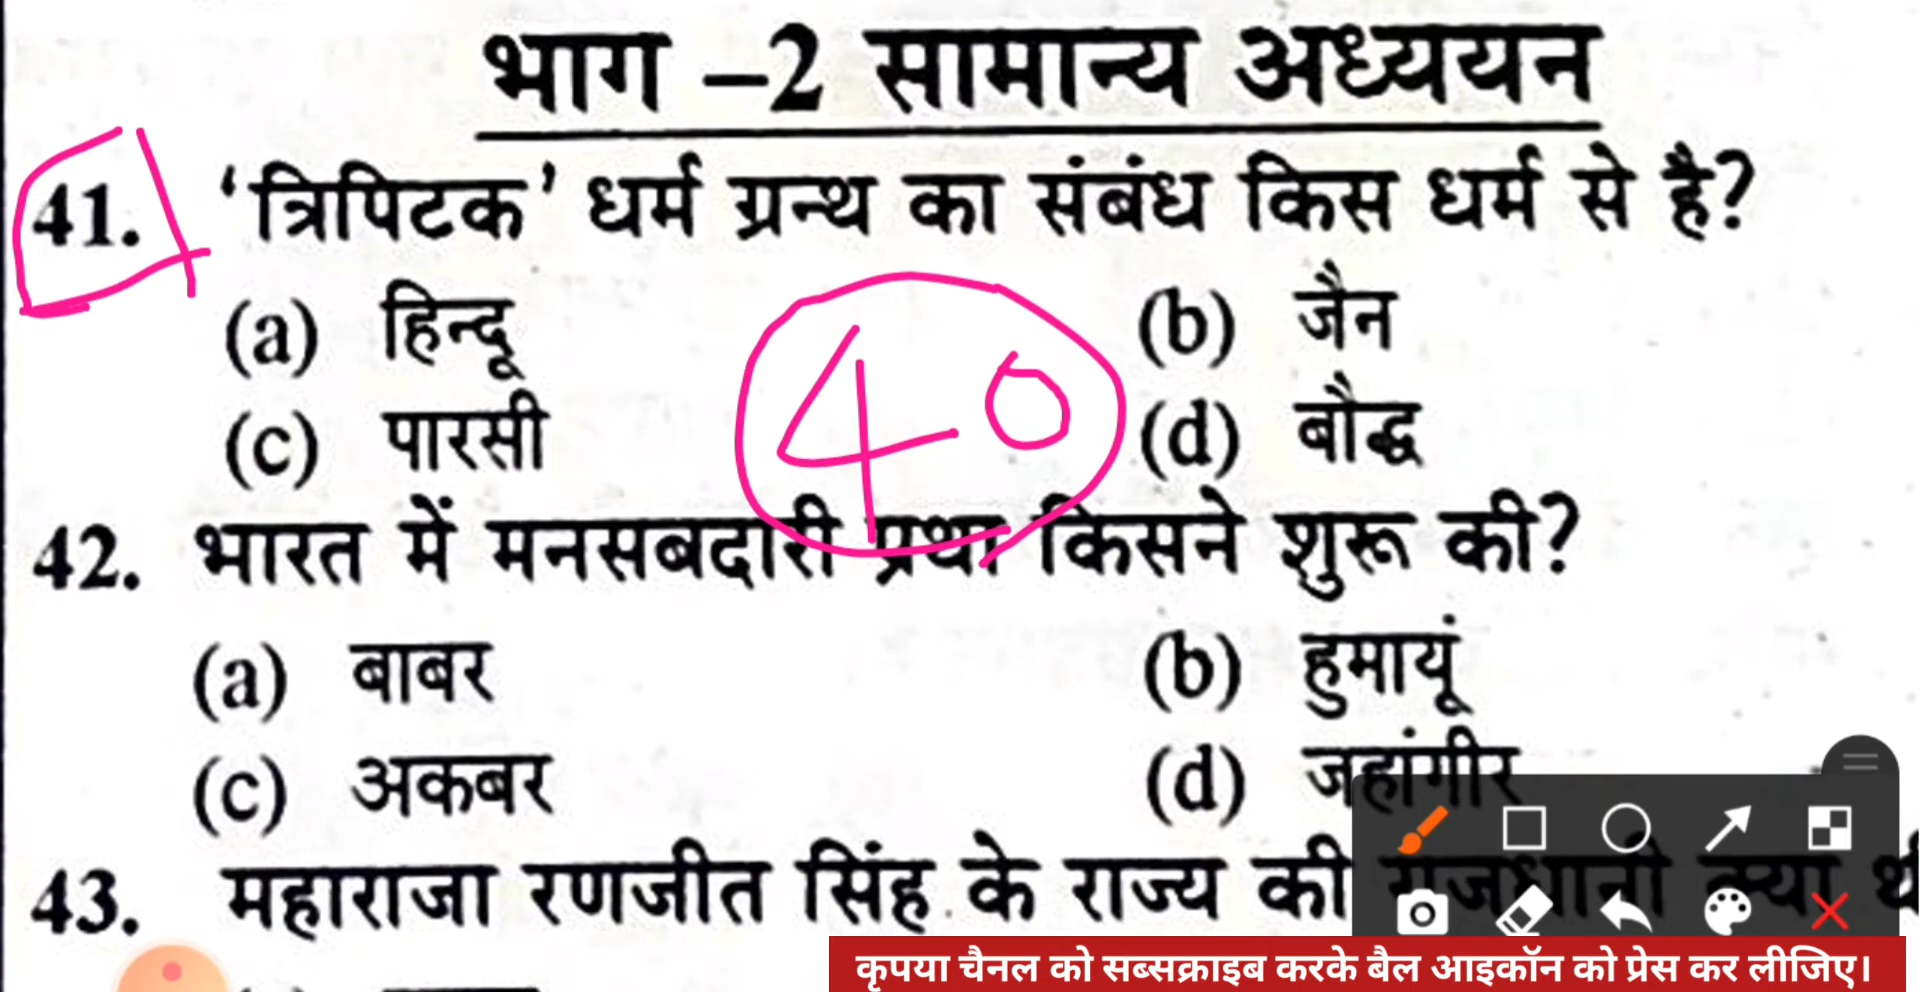 भाग –2 सामान्य अध्ययन
41. ‘त्रिपिटक’ धर्म ग्रन्थ का संबंध किस धर्म से है?
(a) हिन्दू (b) जैन
40
(c) पारसी (d) बौद्ध
42. भारत में मनसबदारी प्रथा किसने शुरू की?
(a) बाबर (b) हुमायूं
(c) अकबर (d) जहांगीर
43. महाराजा रणजीत सिंह के राज्य की राजधानी क्या थी
कृपया चैनल को सब्सक्राइब करके बैल आइकॉन को प्रेस कर लीजिए।